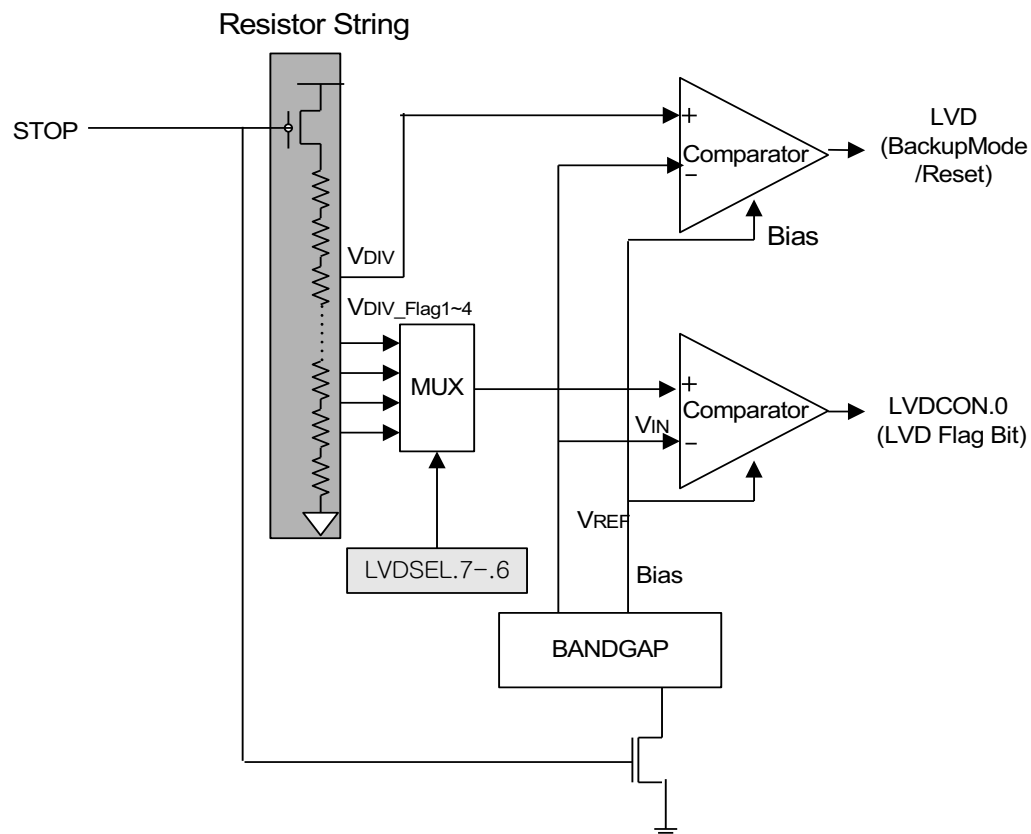 Resistor String
STOP
+
Comparator
−
LVD
(BackupMode
/Reset)
Bias
VDIV
VDIV_Flag1~4
MUX
+
Comparator
VIN
−
LVDCON.0
(LVD Flag Bit)
VREF
LVDSEL.7-.6
Bias
BANDGAP